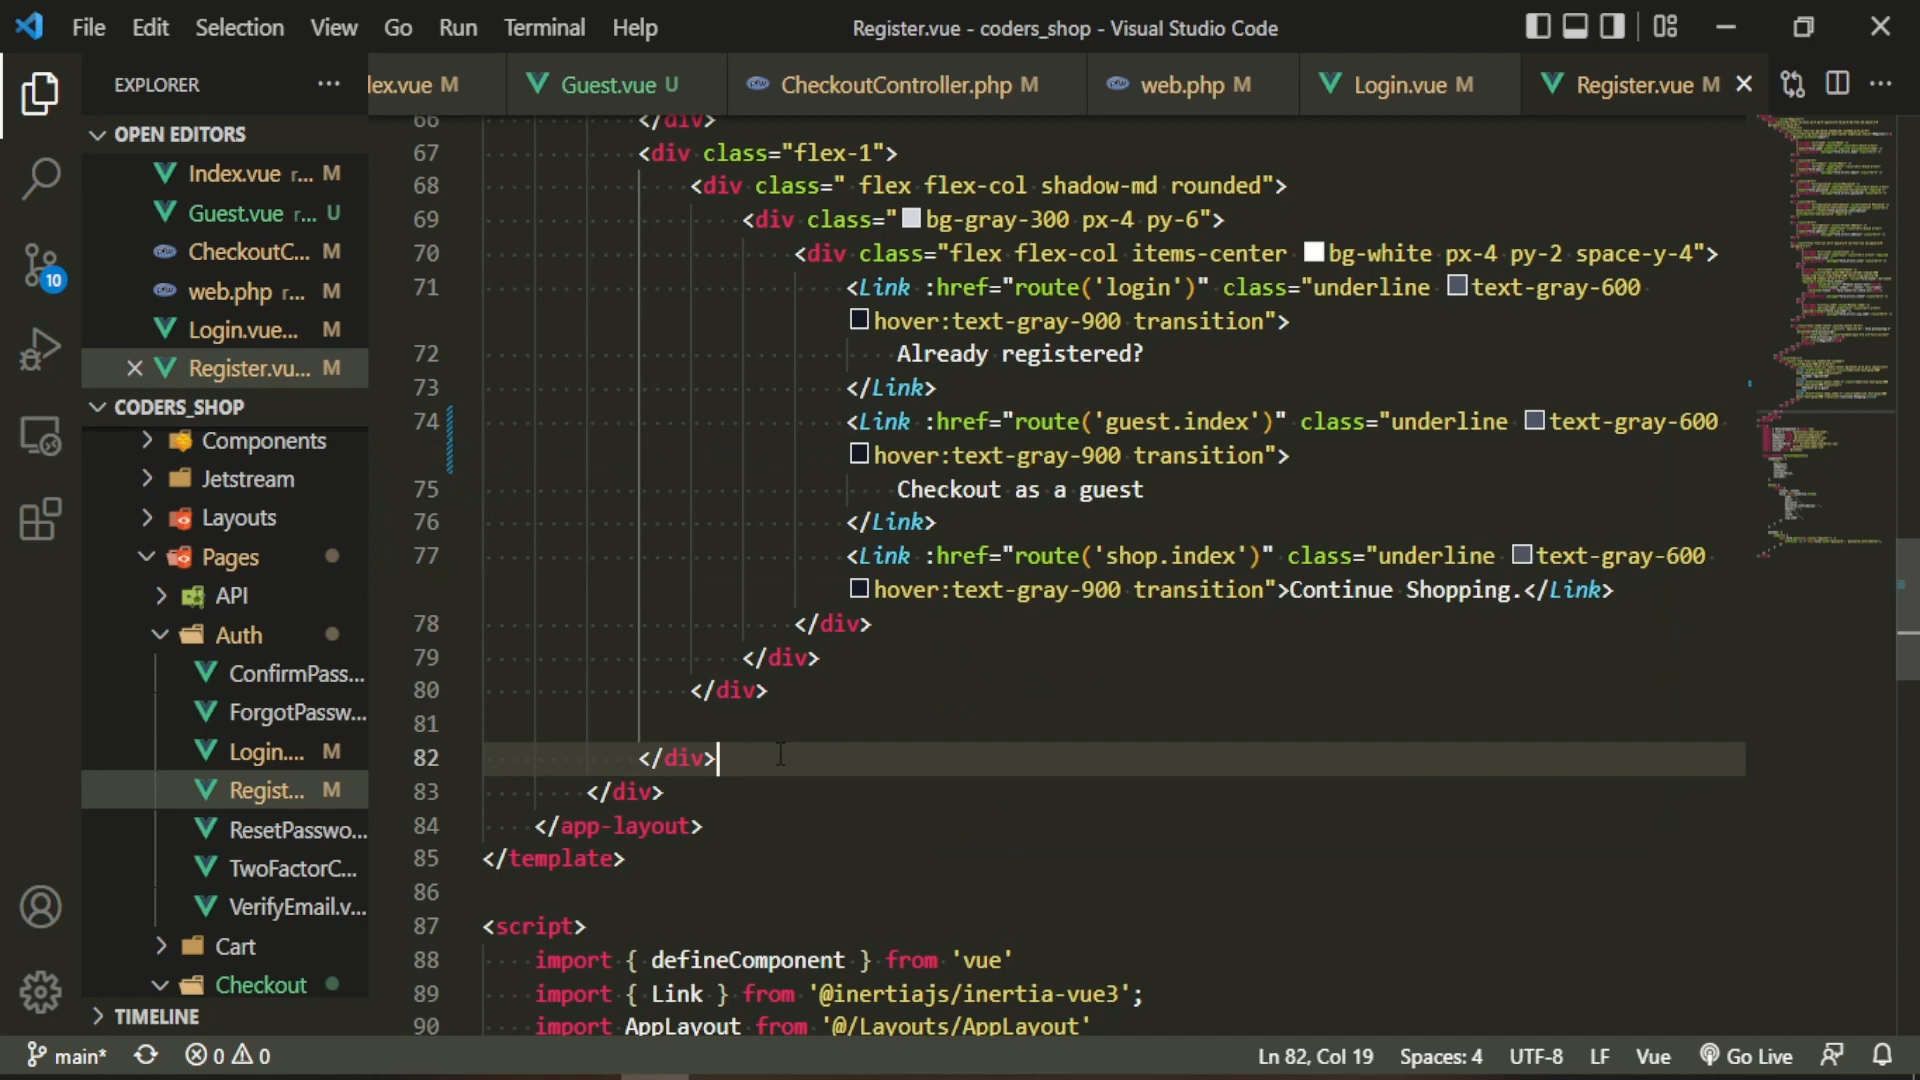 File Edit Selection View Go Run Terminal Help
Register.vue - coders_shop - Visual Studio Code
EXPLORER
lex.vue M
Guest.vue U
CheckoutController.php M
web.php M
Login.vue M
Register.vue M
OPEN EDITORS
Index.vue r... M
Guest.vue r... U
CheckoutC... M
web.php r... M
Login.vue... M
Register.vu... M
10
CODERS_SHOP
Components
Jetstream
Layouts
Pages
API
Auth
ConfirmPass...
ForgotPassw...
Login.... M
Regist... M
ResetPasswo...
TwoFactorC...
VerifyEmail.v...
Cart
Checkout
TIMELINE
66 </div>
67 <div class="flex-1">
68 <div class=" flex flex-col shadow-md rounded">
69 <div class="bg-gray-300 px-4 py-6">
70 <div class="flex flex-col items-center bg-white px-4 py-2 space-y-4">
71 <Link :href="route('login')" class="underline text-gray-600
hover:text-gray-900 transition">
72 Already registered?
73 </Link>
74 <Link :href="route('guest.index')" class="underline text-gray-600
hover:text-gray-900 transition">
75 Checkout as a guest
76 </Link>
77 <Link :href="route('shop.index')" class="underline text-gray-600
hover:text-gray-900 transition">Continue Shopping.</Link>
78 </div>
79 </div>
80 </div>
81
82 </div>
83 </div>
84 </app-layout>
85 </template>
86
87 <script>
88 import { defineComponent } from 'vue'
89 import { Link } from '@inertiajs/inertia-vue3';
90 import AppLayout from '@/Layouts/AppLayout'
main* 0 0
Ln 82, Col 19 Spaces: 4 UTF-8 LF Vue Go Live